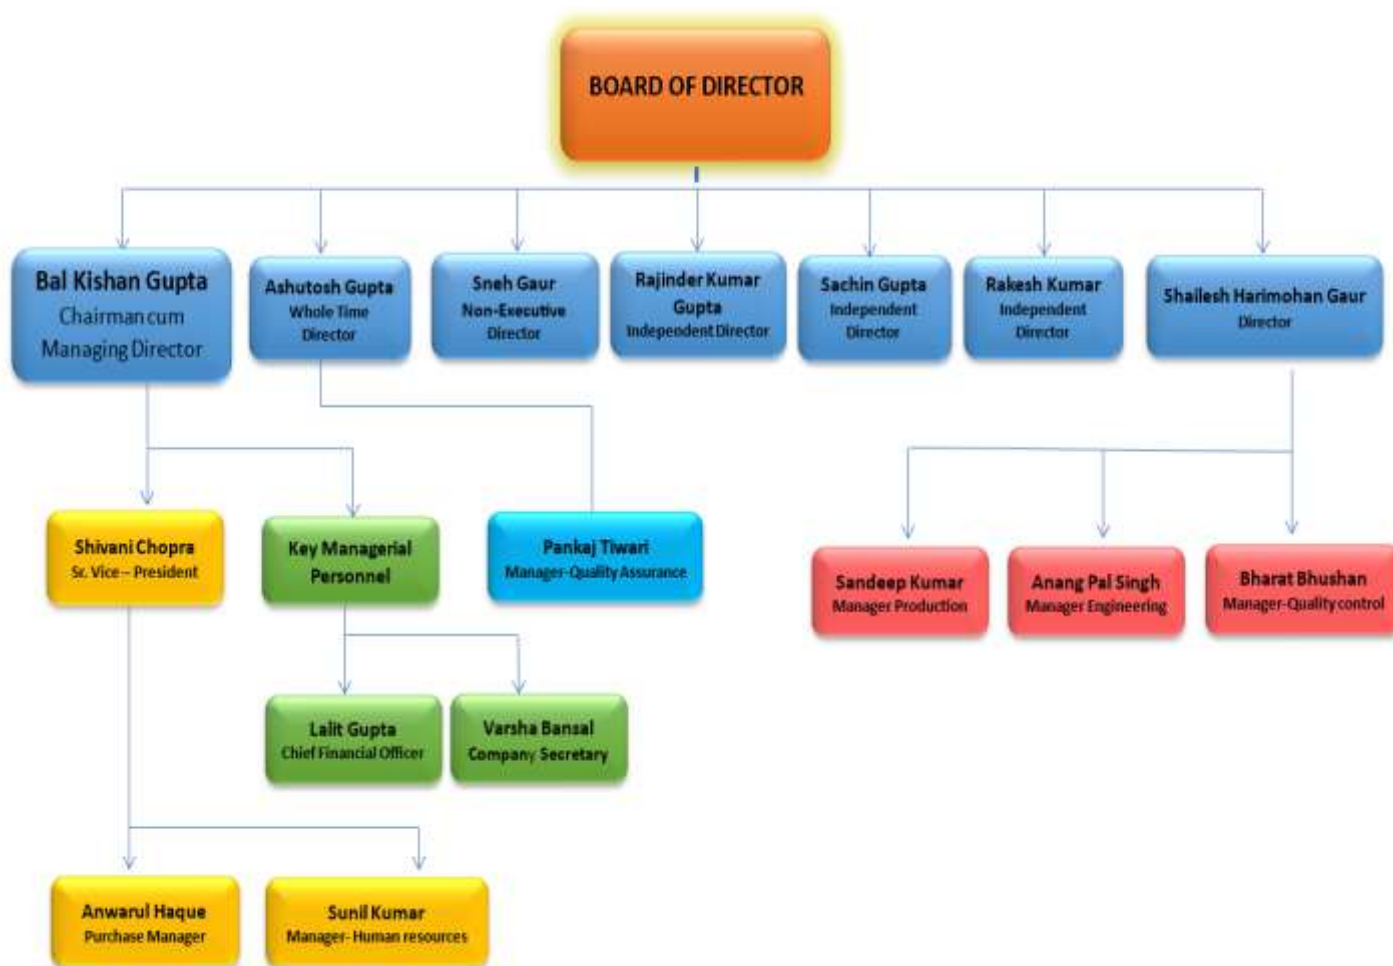 BOARD OF DIRECTOR
Bal Kishan Gupta
Chairman cum
Managing Director
Ashutosh Gupta
Whole Time
Director
Sneh Gaur
Non-Executive
Director
Rajinder Kumar
Gupta
Independent Director
Sachin Gupta
Independent
Director
Rakesh Kumar
Independent
Director
Shailesh Harimohan Gaur
Director
Shivani Chopra
Sr. Vice – President
Key Managerial
Personnel
Pankaj Tiwari
Manager-Quality Assurance
Sandeep Kumar
Manager Production
Anang Pal Singh
Manager Engineering
Bharat Bhushan
Manager-Quality control
Lalit Gupta
Chief Financial Officer
Varsha Bansal
Company Secretary
Anwarul Haque
Purchase Manager
Sunil Kumar
Manager- Human resources